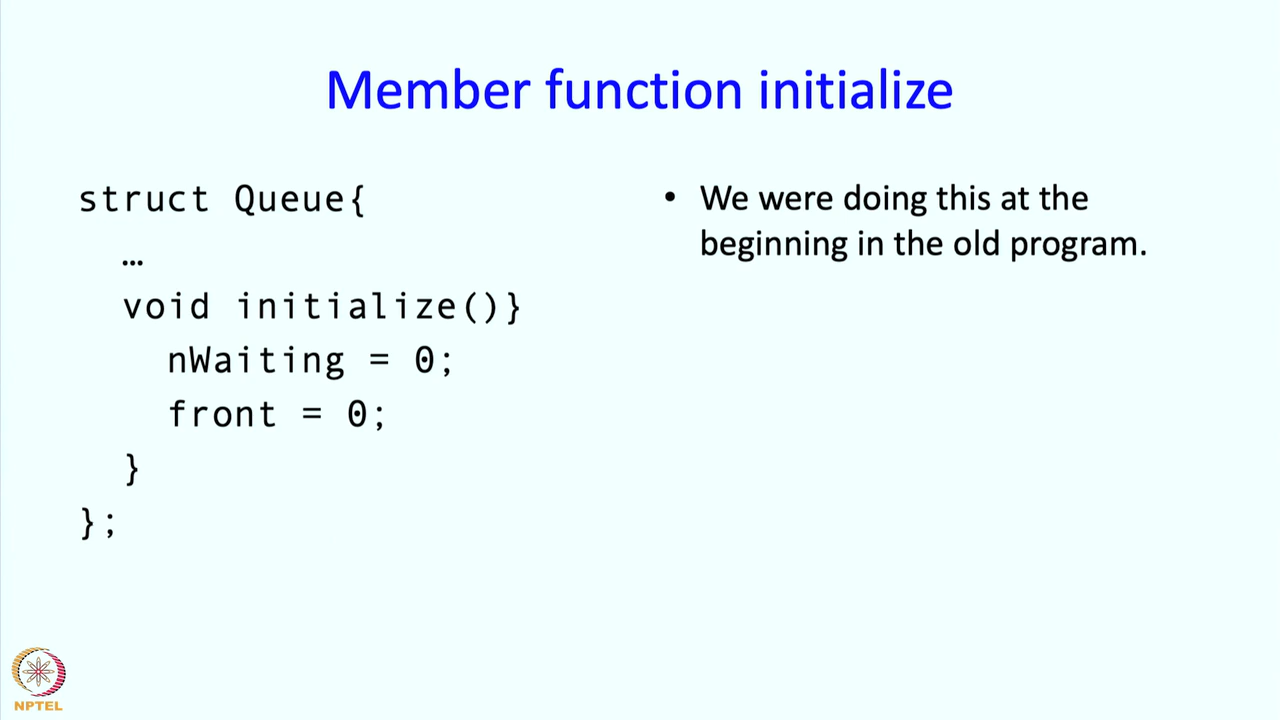 Member function initialize
struct Queue{
…
void initialize()}
nWaiting = 0;
front = 0;
}
};
• We were doing this at the
beginning in the old program.
NPTEL